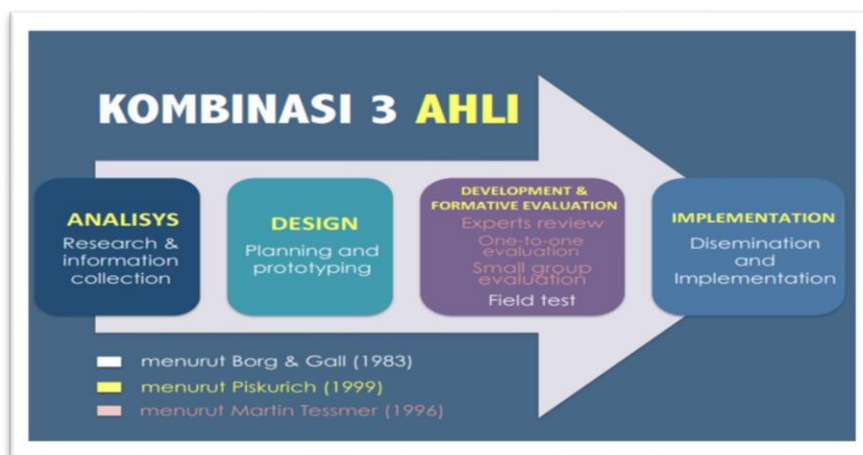 KOMBINASI 3 AHLI
ANALISYS
Research &
information
collection
DESIGN
Planning and
prototyping
DEVELOPMENT &
FORMATIVE EVALUATION
Experts review
One-to-one
evaluation
Small group
evaluation
Field test
IMPLEMENTATION
Disemination
and
Implementation
menurut Borg & Gall (1983)
menurut Piskurich (1999)
menurut Martin Tessmer (1996)